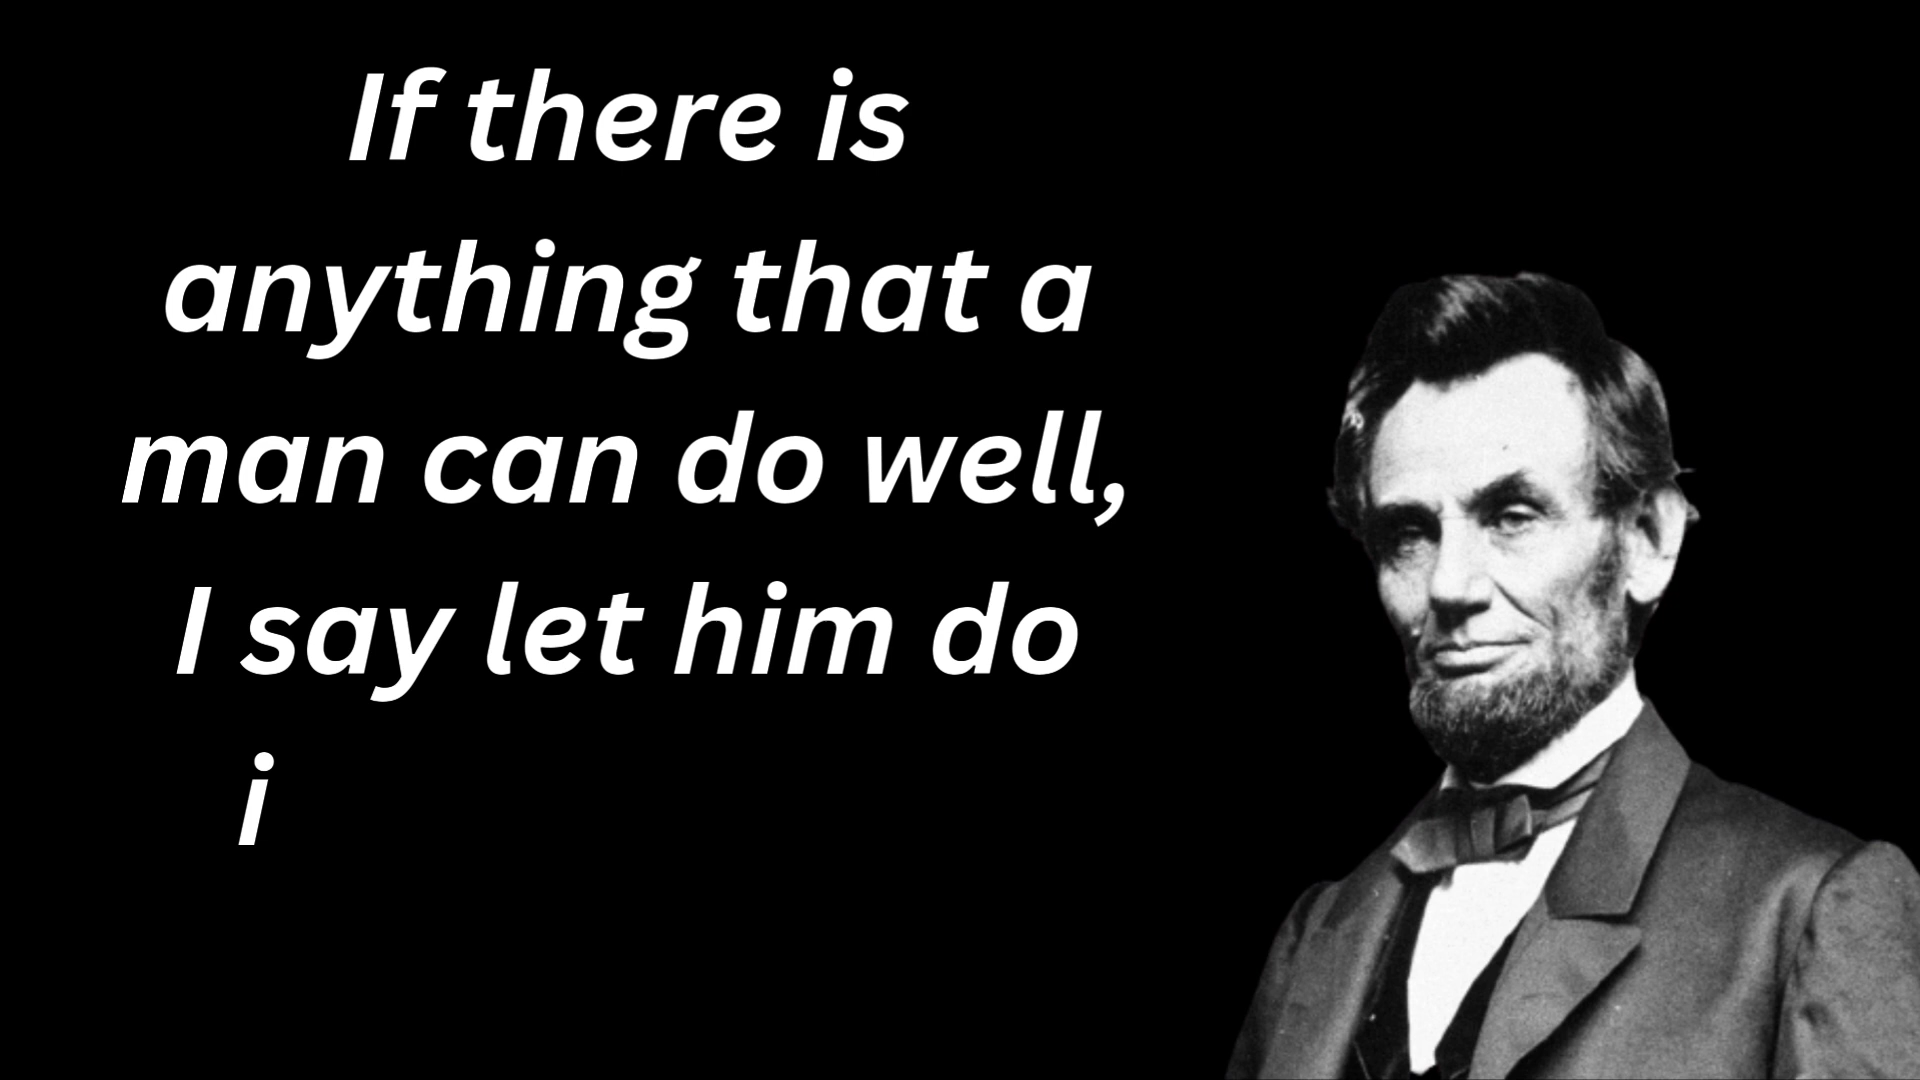 If there is
anything that a
man can do well,
I say let him do
i